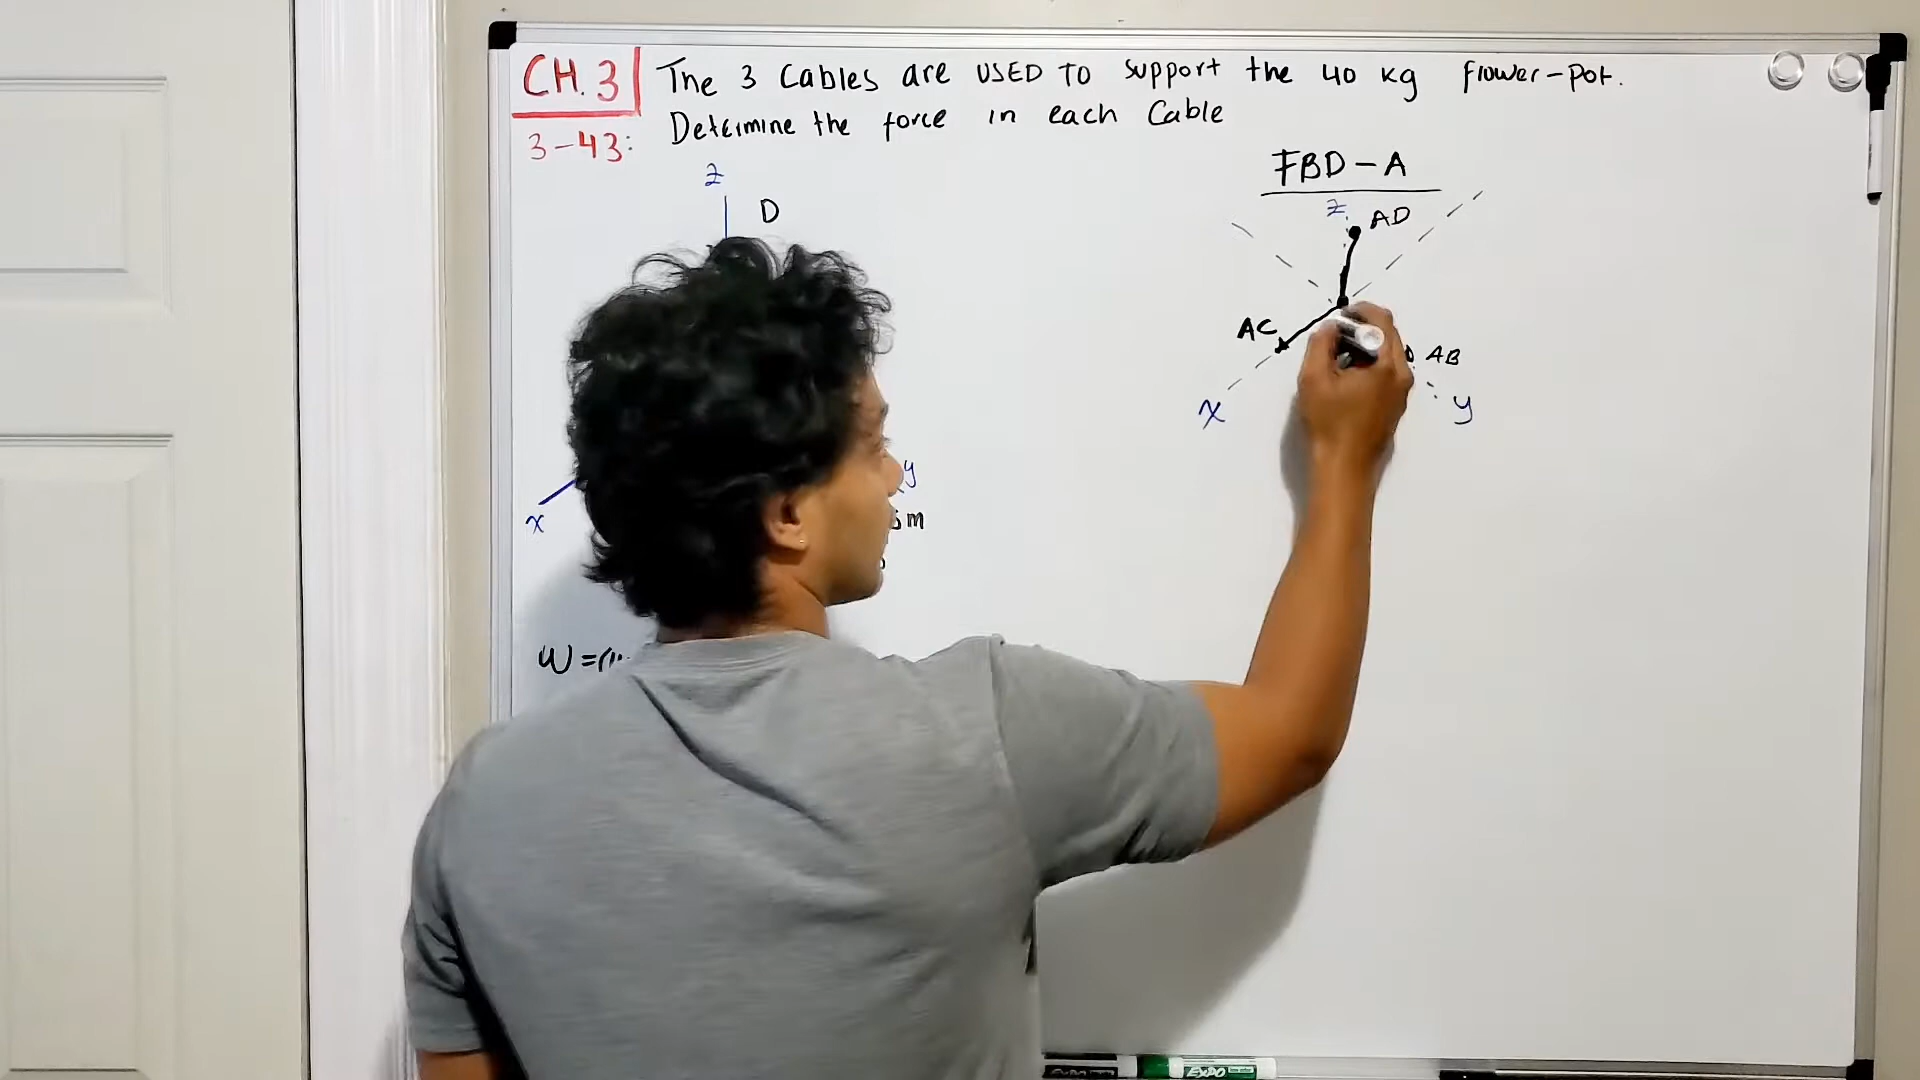 CH.3 The 3 Cables are USED TO support the 40 kg flower-pot.
3-43: Determine the force in each Cable
FBD-A
z
D
z
AD
AC
AB
x
y
y
x
m
W=(
EXPO